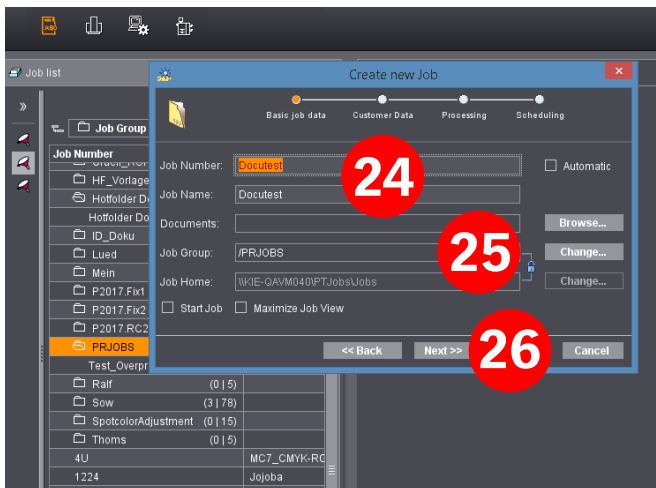 ABC
Job list
Create new Job
Basic job data Customer Data Processing Scheduling
Job Group
Job Number
HF_Vorlage
Hotfolder D
Hotfolder Do
ID_Doku
Lued
Mein
P2017.Fix1
P2017.Fix2
P2017.RC2
PRJOBS
Test_Overpr
Ralf (0 | 5)
Sow (3 | 78)
SpotcolorAdjustment (0 | 15)
Thoms (0 | 5)
4U MC7_CMYK-RG
1224 Jojoba
Job Number: Docutest Automatic
24
Job Name: Docutest
Documents: Browse...
Job Group: /PRJOBS Change...
25
Job Home: \\KIE-QAVM040\PTJobs\Jobs Change...
Start Job Maximize Job View
<< Back Next >> Cancel
26